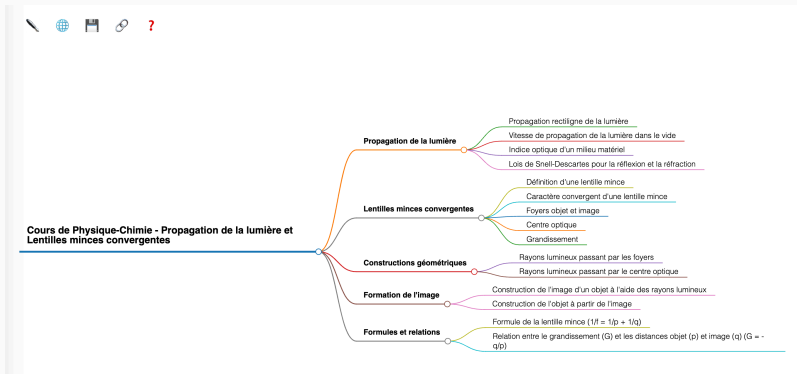 Cours de Physique-Chimie - Propagation de la lumière et
Lentilles minces convergentes
Propagation de la lumière
Propagation rectiligne de la lumière
Vitesse de propagation de la lumière dans le vide
Indice optique d'un milieu matériel
Lois de Snell-Descartes pour la réflexion et la réfraction
Lentilles minces convergentes
Définition d'une lentille mince
Caractère convergent d'une lentille mince
Foyers objet et image
Centre optique
Grandissement
Constructions géométriques
Rayons lumineux passant par les foyers
Rayons lumineux passant par le centre optique
Formation de l'image
Construction de l'image d'un objet à l'aide des rayons lumineux
Construction de l'objet à partir de l'image
Formules et relations
Formule de la lentille mince (1/f = 1/p + 1/q)
Relation entre le grandissement (G) et les distances objet (p) et image (q) (G = -
q/p)